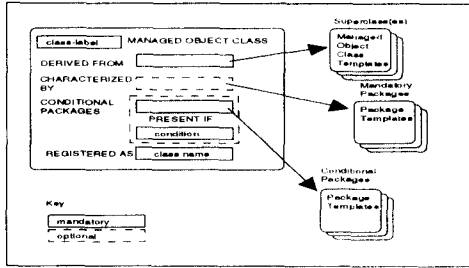 Superclass(es)
class-label MANAGED OBJECT CLASS
Managed
Object
Class
Templates
DERIVED FROM
CHARACTERIZED
BY
Mandatory
Packages
CONDITIONAL
PACKAGES
Package
Templates
PRESENT IF
condition
REGISTERED AS class name
Conditional
Packages
Package
Templates
Key
mandatory
optional